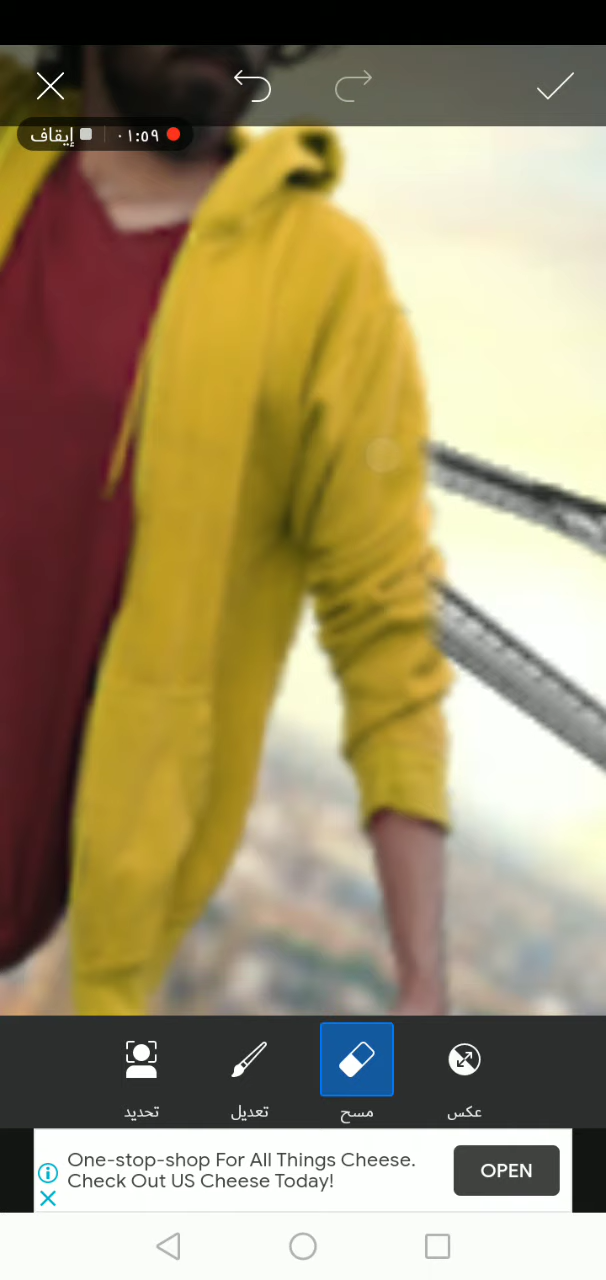 إيقاف ٠١:٥٩
تحديد
تعديل
مسح
عكس
One-stop-shop For All Things Cheese.
Check Out US Cheese Today!
OPEN